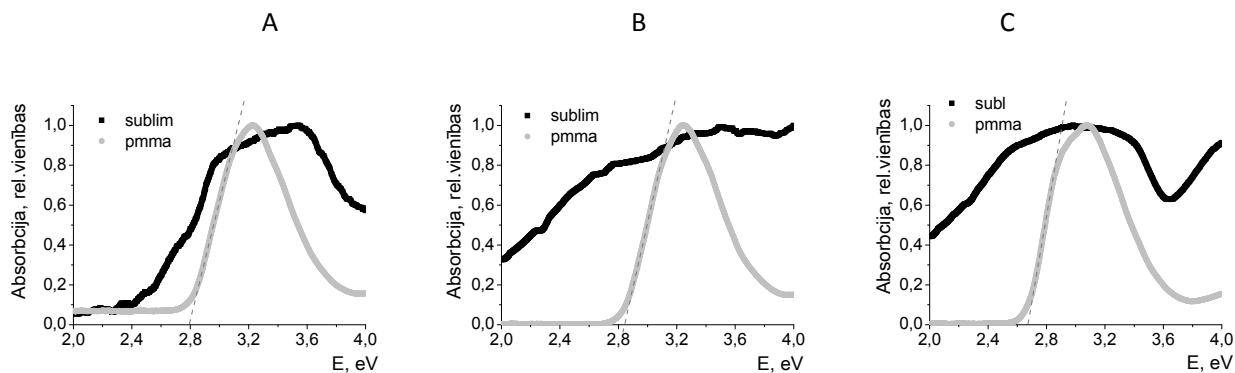 A
B
C
Absorbcija, rel.vienības
1,0
0,8
0,6
0,4
0,2
0,0
sublim
pmma
2,0 2,4 2,8 3,2 3,6 4,0
E, eV
Absorbcija, rel.vienības
1,0
0,8
0,6
0,4
0,2
0,0
sublim
pmma
2,0 2,4 2,8 3,2 3,6 4,0
E, eV
Absorbcija, rel.vienības
1,0
0,8
0,6
0,4
0,2
0,0
subl
pmma
2,0 2,4 2,8 3,2 3,6 4,0
E, eV